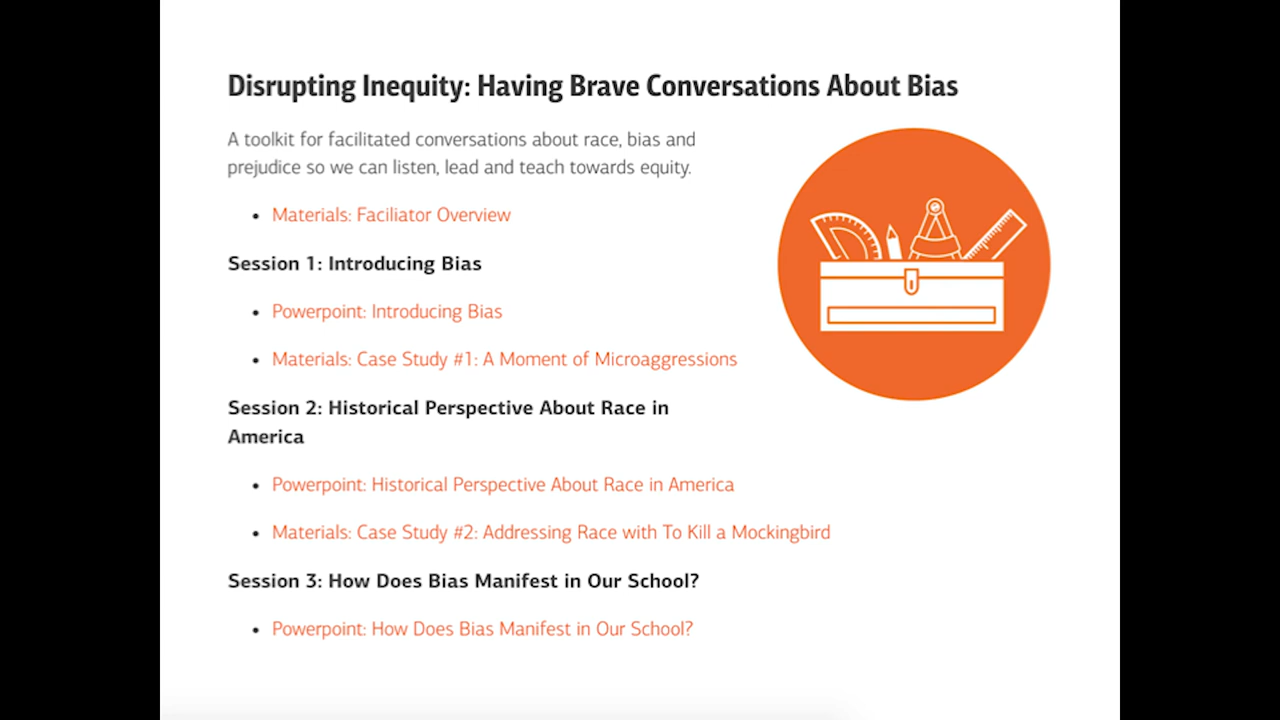 Disrupting Inequity: Having Brave Conversations About Bias
A toolkit for facilitated conversations about race, bias and
prejudice so we can listen, lead and teach towards equity.
• Materials: Faciliator Overview
Session 1: Introducing Bias
• Powerpoint: Introducing Bias
• Materials: Case Study #1: A Moment of Microaggressions
Session 2: Historical Perspective About Race in
America
• Powerpoint: Historical Perspective About Race in America
• Materials: Case Study #2: Addressing Race with To Kill a Mockingbird
Session 3: How Does Bias Manifest in Our School?
• Powerpoint: How Does Bias Manifest in Our School?